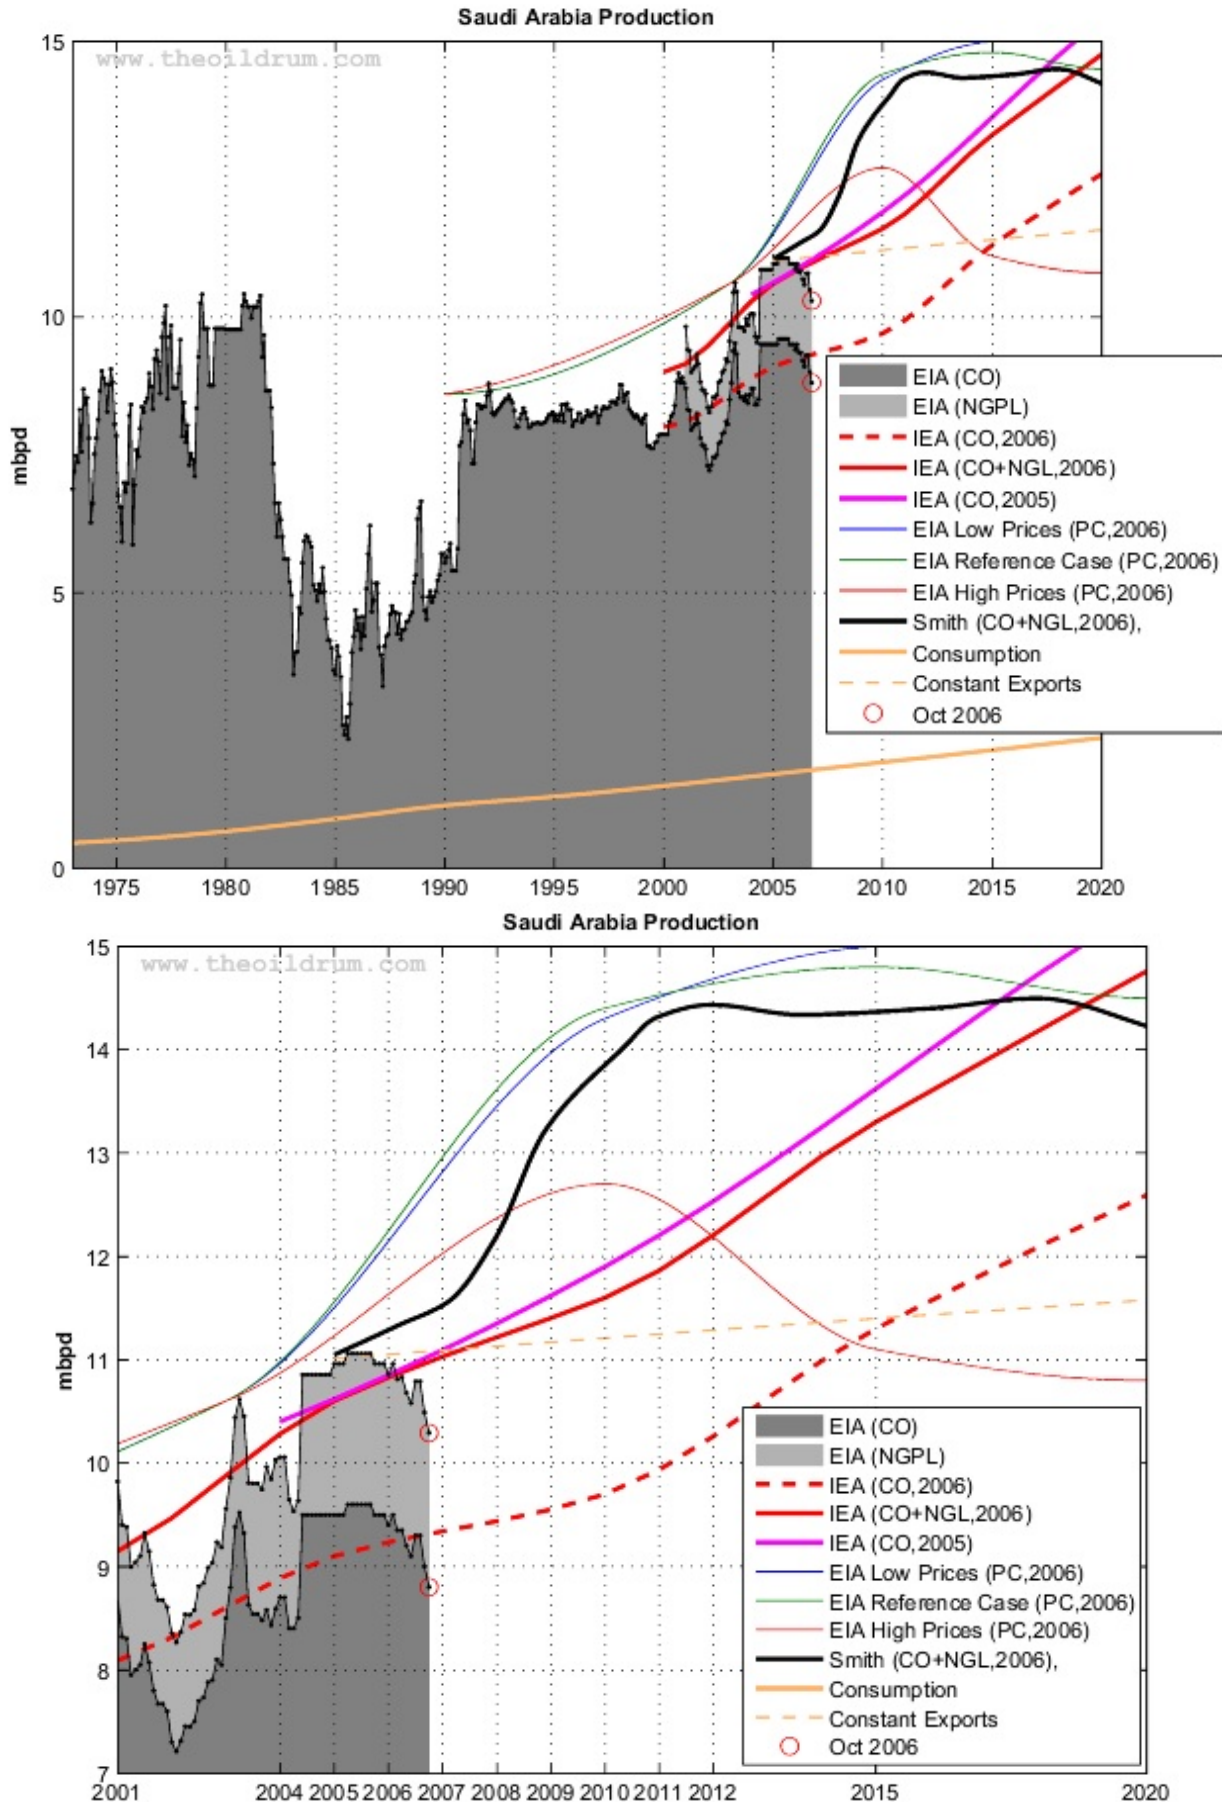 Saudi Arabia Production
www.theoildrum.com
15
10
5
0
mbpd
1975 1980 1985 1990 1995 2000 2005 2010 2015 2020
EIA (CO)
EIA (NGPL)
IEA (CO,2006)
IEA (CO+NGL,2006)
IEA (CO,2005)
EIA Low Prices (PC,2006)
EIA Reference Case (PC,2006)
EIA High Prices (PC,2006)
Smith (CO+NGL,2006),
Consumption
Constant Exports
Oct 2006
Saudi Arabia Production
www.theoildrum.com
15
14
13
12
11
10
9
8
7
mbpd
2001 2004 2005 2006 2007 2008 2009 2010 2011 2012 2015 2020
EIA (CO)
EIA (NGPL)
IEA (CO,2006)
IEA (CO+NGL,2006)
IEA (CO,2005)
EIA Low Prices (PC,2006)
EIA Reference Case (PC,2006)
EIA High Prices (PC,2006)
Smith (CO+NGL,2006),
Consumption
Constant Exports
Oct 2006